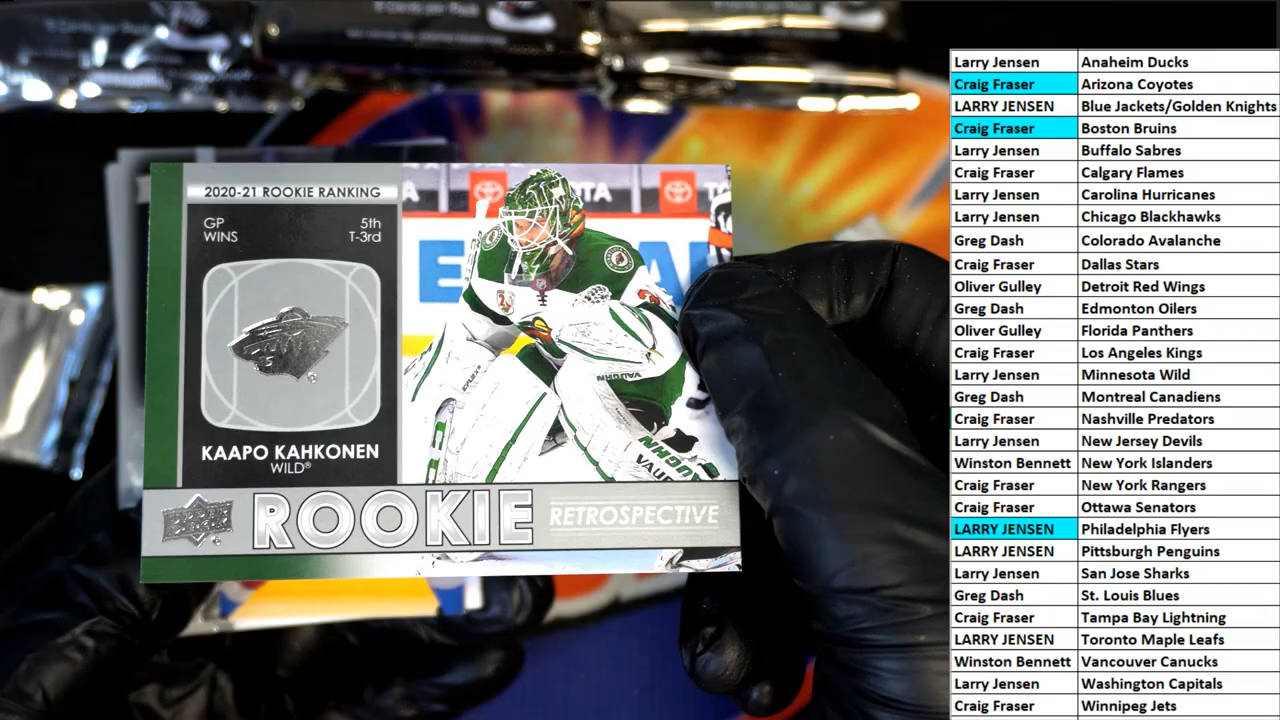 2020-21 ROOKIE RANKING
GP 5th
WINS T-3rd
KAAPO KAHKONEN
WILD®
ROOKIE RETROSPECTIVE
TOYOTA
VAUGHN
Larry Jensen Anaheim Ducks
Craig Fraser Arizona Coyotes
LARRY JENSEN Blue Jackets/Golden Knights
Craig Fraser Boston Bruins
Larry Jensen Buffalo Sabres
Craig Fraser Calgary Flames
Larry Jensen Carolina Hurricanes
Larry Jensen Chicago Blackhawks
Greg Dash Colorado Avalanche
Craig Fraser Dallas Stars
Oliver Gulley Detroit Red Wings
Greg Dash Edmonton Oilers
Oliver Gulley Florida Panthers
Craig Fraser Los Angeles Kings
Larry Jensen Minnesota Wild
Greg Dash Montreal Canadiens
Craig Fraser Nashville Predators
Larry Jensen New Jersey Devils
Winston Bennett New York Islanders
Craig Fraser New York Rangers
Craig Fraser Ottawa Senators
LARRY JENSEN Philadelphia Flyers
LARRY JENSEN Pittsburgh Penguins
Larry Jensen San Jose Sharks
Greg Dash St. Louis Blues
Craig Fraser Tampa Bay Lightning
LARRY JENSEN Toronto Maple Leafs
Winston Bennett Vancouver Canucks
Larry Jensen Washington Capitals
Craig Fraser Winnipeg Jets